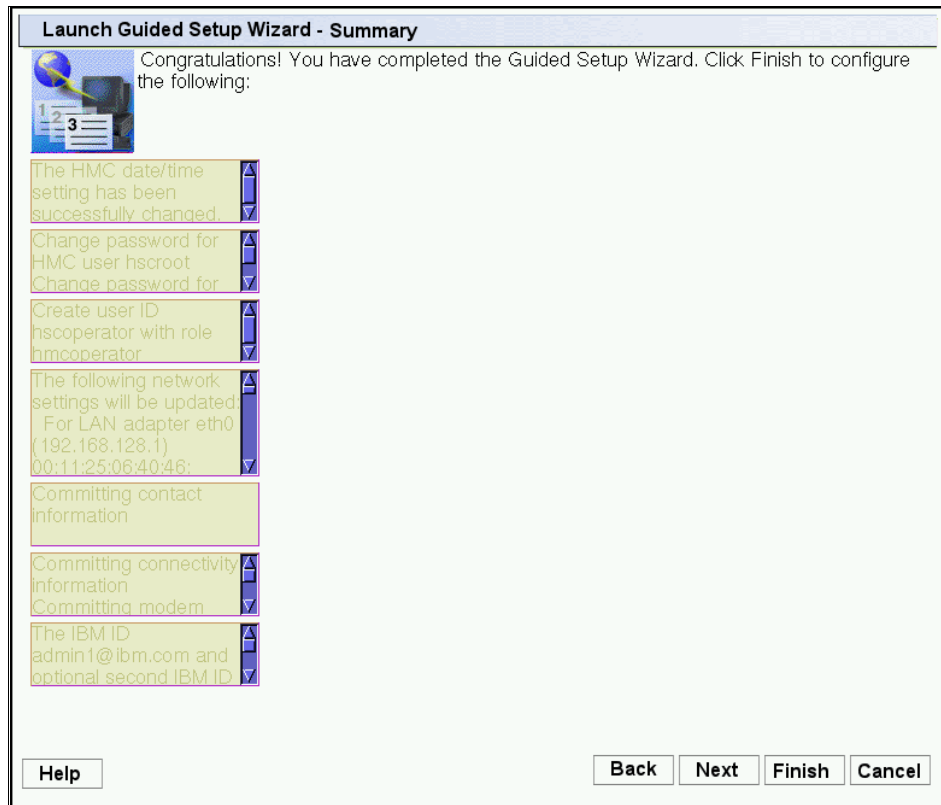 Launch Guided Setup Wizard - Summary
Congratulations! You have completed the Guided Setup Wizard. Click Finish to configure
the following:
1
2
3
The HMC date/time
setting has been
successfully changed.
Change password for
HMC user hscroot
Change password for
Create user ID
hscoperator with role
hmcoperator
The following network
settings will be updated:
For LAN adapter eth0
(192.168.128.1)
00:11:25:06:40:46:
Committing contact
information
Committing connectivity
information
Committing modem
The IBM ID
admin1@ibm.com and
optional second IBM ID
Help
Back
Next
Finish
Cancel